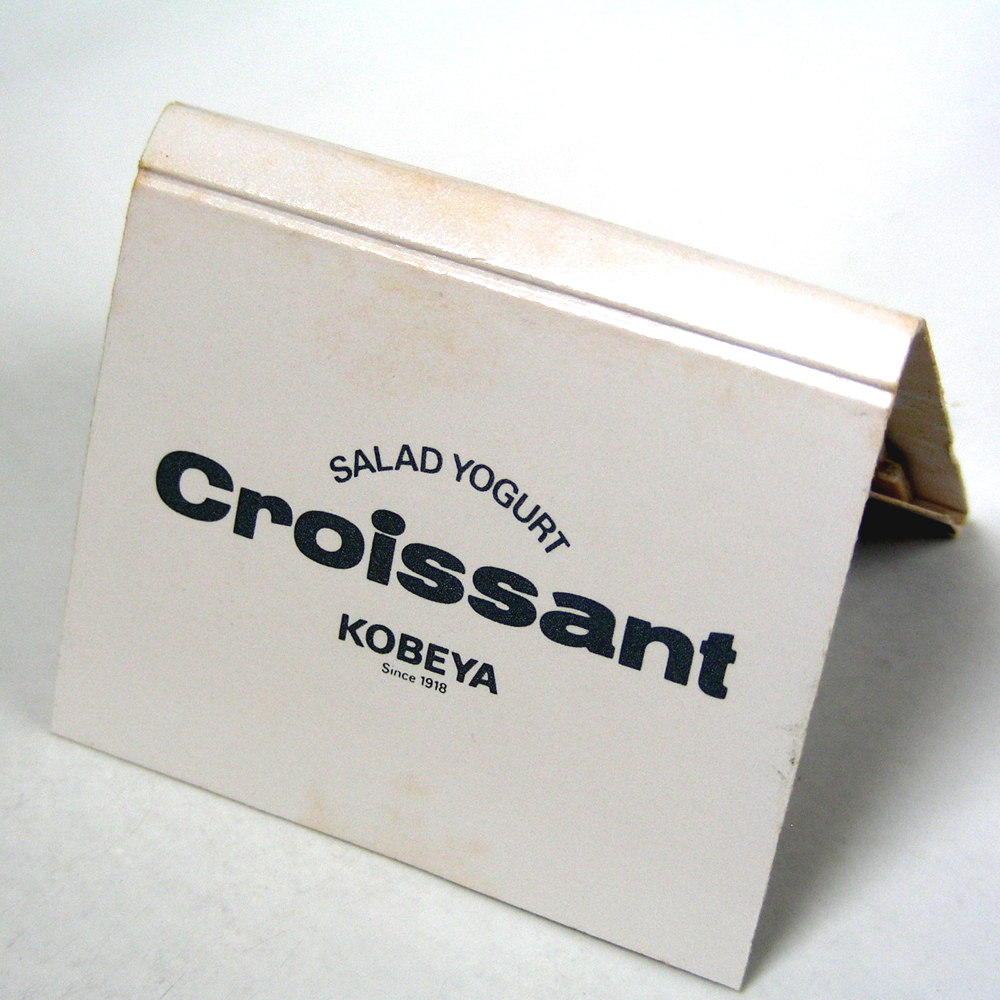 SALAD YOGURT
Croissant
KOBEYA
Since 1918